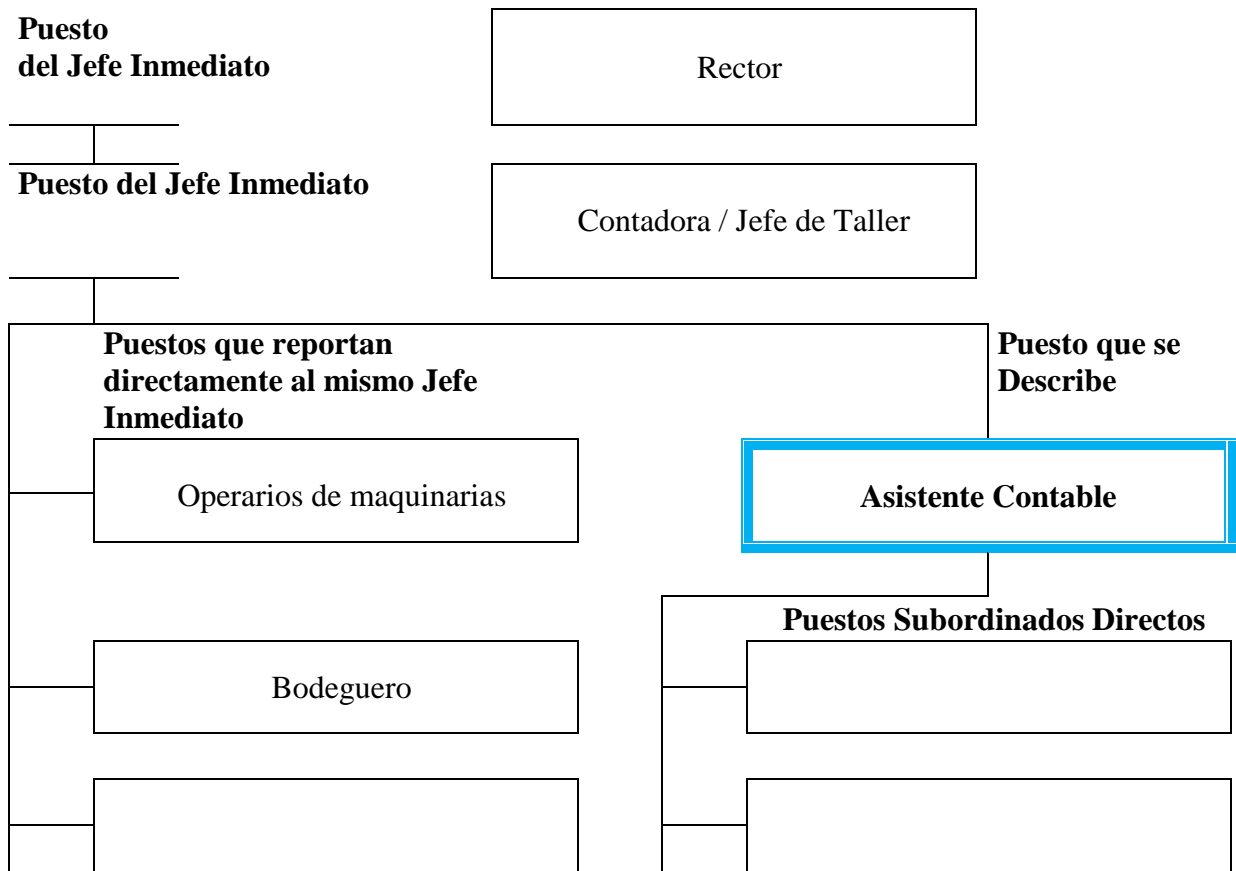 Puesto
del Jefe Inmediato
Rector
Puesto del Jefe Inmediato
Contadora / Jefe de Taller
Puestos que reportan
directamente al mismo Jefe
Inmediato
Puesto que se
Describe
Operarios de maquinarias
Asistente Contable
Puestos Subordinados Directos
Bodeguero